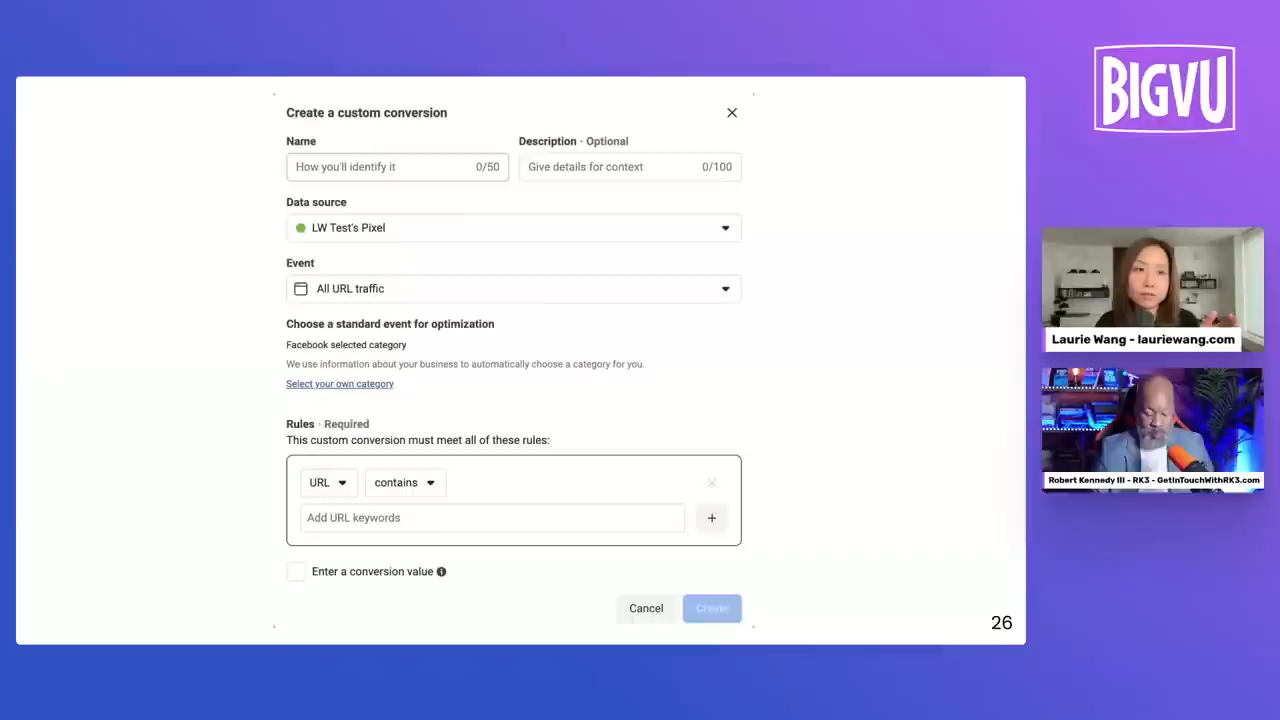 BIGVU
Create a custom conversion
Name
Description · Optional
How you'll identify it 0/50
Give details for context 0/100
Data source
LW Test's Pixel
Event
All URL traffic
Choose a standard event for optimization
Facebook selected category
We use information about your business to automatically choose a category for you.
Select your own category
Rules · Required
This custom conversion must meet all of these rules:
URL contains
Add URL keywords
Enter a conversion value
Cancel Create
26
Laurie Wang - lauriewang.com
Robert Kennedy III - RK3 - GetInTouchWithRK3.com